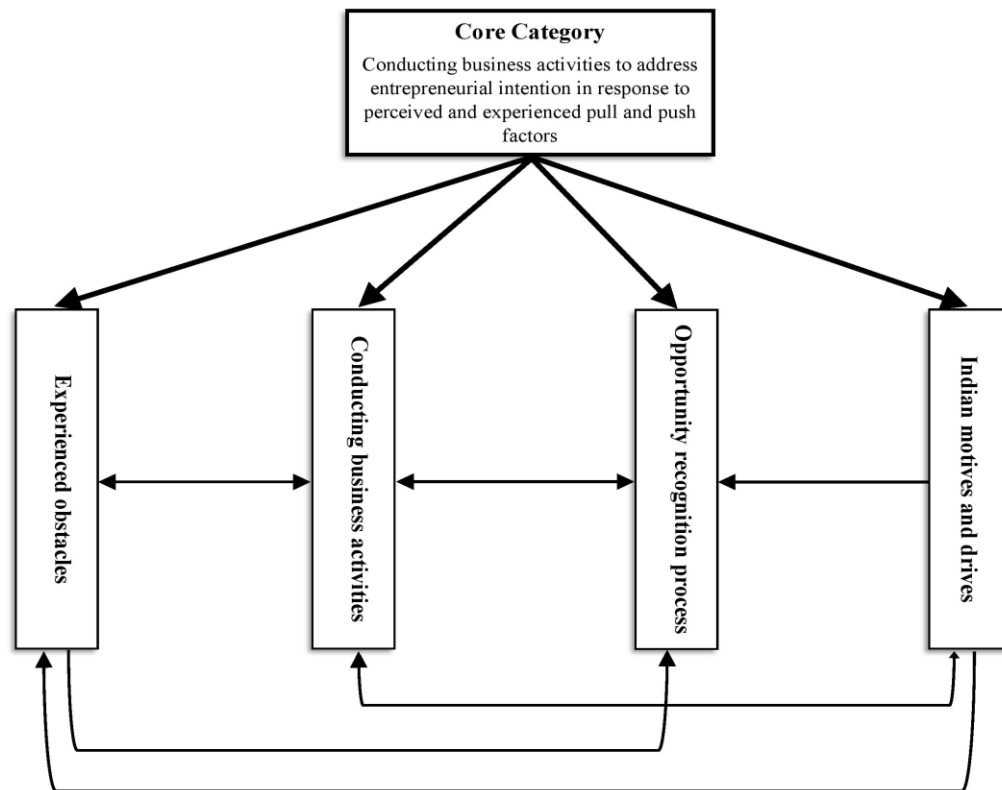 Core Category
Conducting business activities to address
entrepreneurial intention in response to
perceived and experienced pull and push
factors
Experienced obstacles
Conducting business activities
Opportunity recognition process
Indian motives and drives